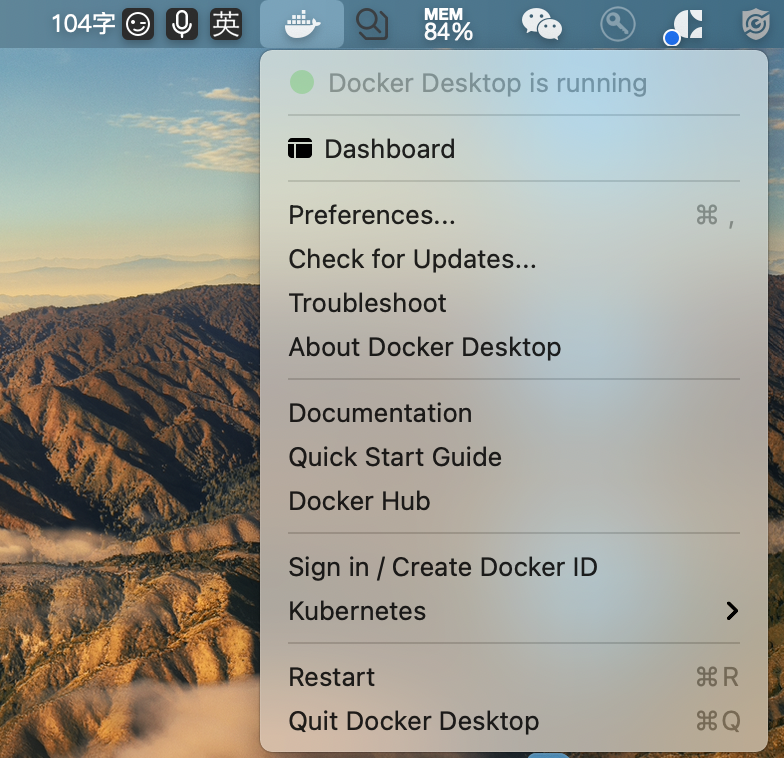 104字 英 MEM
84%
Docker Desktop is running
Dashboard
Preferences... ⌘ ,
Check for Updates...
Troubleshoot
About Docker Desktop
Documentation
Quick Start Guide
Docker Hub
Sign in / Create Docker ID
Kubernetes
Restart ⌘R
Quit Docker Desktop ⌘Q